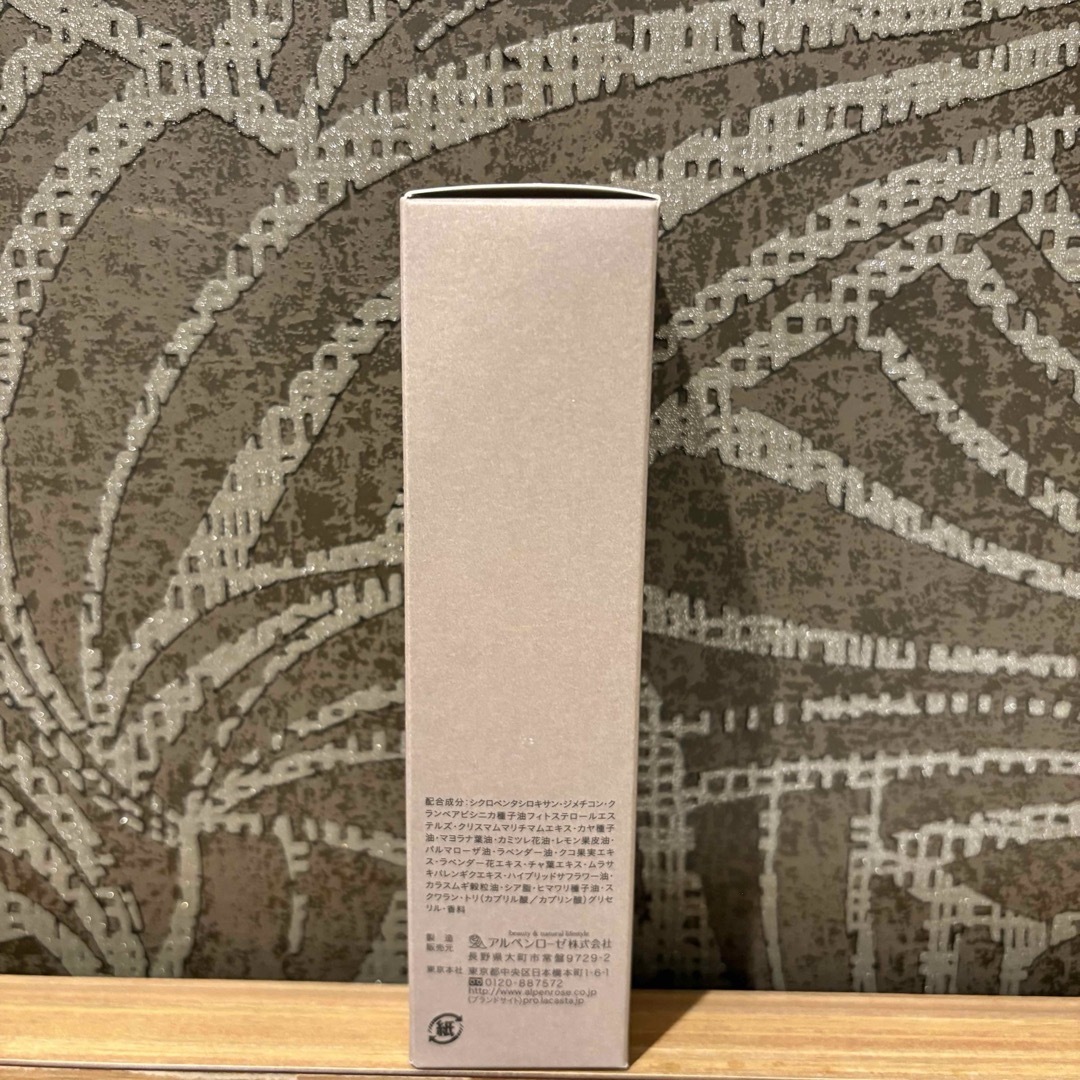 配合成分：シクロペンタシロキサン・ジメチコン・ク
ランベアビシニカ種子油フィトステロールエス
テルズ・クリスマムマリチマムエキス・カヤ種子
油・マヨラナ葉油・カミツレ花油・レモン果皮油・
パルマローザ油・ラベンダー油・クコ果実エキ
ス・ラベンダー花エキス・チャ葉エキス・ムラサ
キバレンギクエキス・ハイブリッドサフラワー油・
カラスムギ穀粒油・シア脂・ヒマワリ種子油・ス
クワラン・トリ（カプリル酸／カプリン酸）グリセ
リル・香料
beauty & natural lifestyle
製造
販売元 アルペンローゼ株式会社
長野県大町市常盤9729-2
東京本社 東京都中央区日本橋本町1-6-1
0120-887572
http://www.alpenrose.co.jp
（ブランドサイト）pro.lacasta.jp
紙